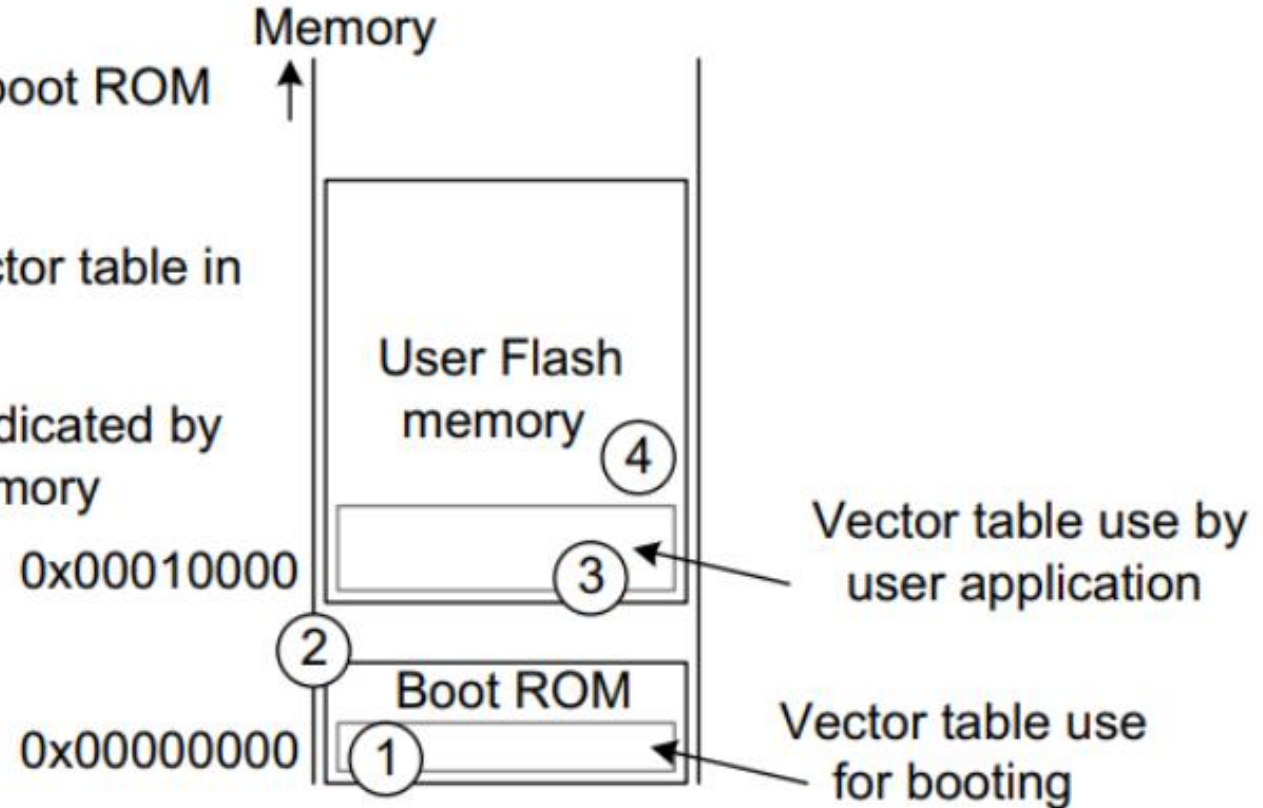 Memory
boot ROM
ctor table in
User Flash
memory
dicated by
mory
4
Vector table use by
user application
0x00010000
3
2
Boot ROM
Vector table use
for booting
0x00000000
1